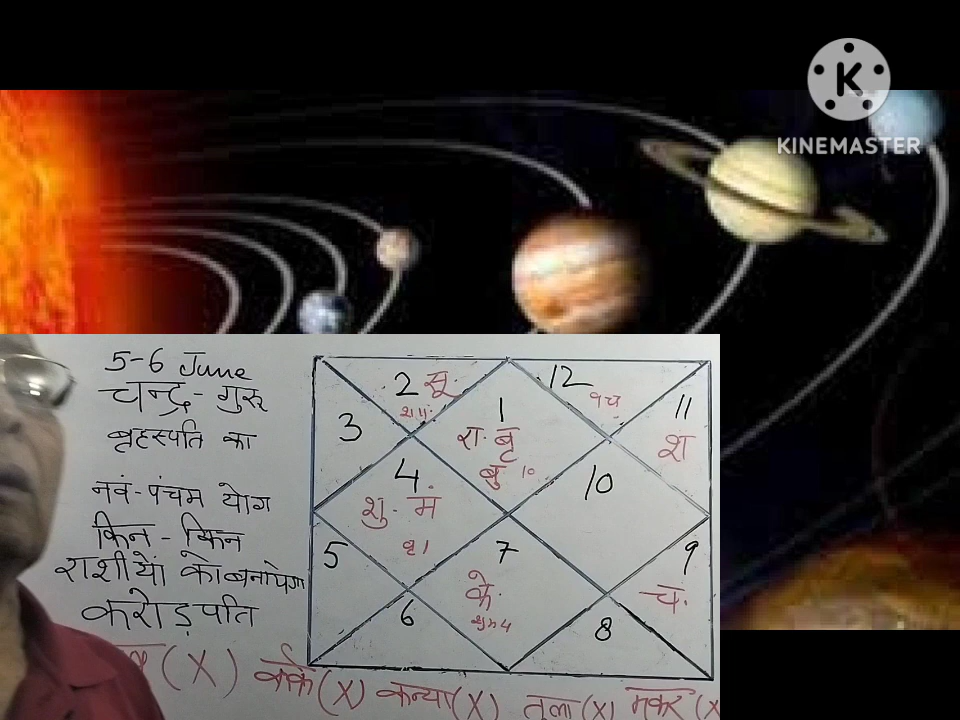 KINEMASTER
5-6 June
चन्द्र-गुरू
बृहस्पति का
नवं-पंचम योग
किन-किन
राशीयों को बनायेगा
करोड़पति
2 सू.
12
1
11
3
रा. बृ
श
बु 10
4
10
शु. मं
5
7
9
के.
च.
6
8
(X) कर्क (X) कन्या (X) तुला (X) मकर (X